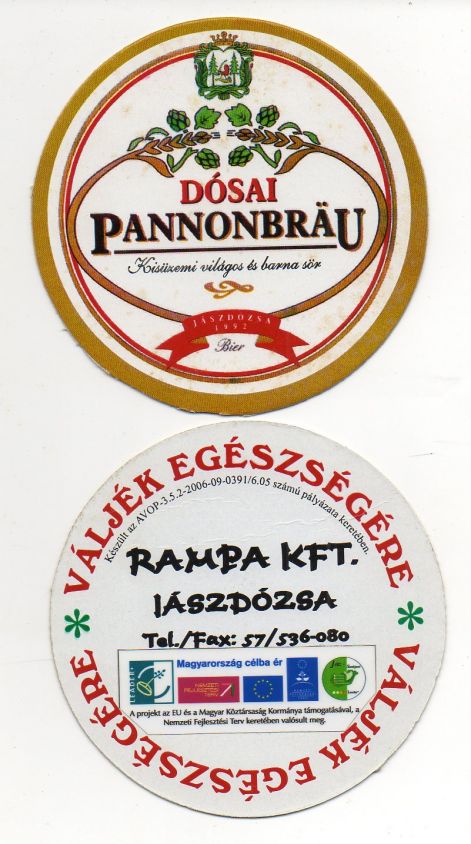 DÓSAI
PANNONBRÄU
Kisüzemi világos és barna sör
JÁSZDÓZSA
1992
Bier
VÁLJÉK EGÉSZSÉGÉRE * VÁLJÉK EGÉSZSÉGÉRE *
Készült az AVOP-3.5.2-2006-09-0391/6.05 számú pályázata keretében.
RAMPA KFT.
JÁSZDÓZSA
Tel./Fax: 57/536-080
LEADER+
Magyarország célba ér
NEMZETI
FEJLESZTÉSI
TERV
A projekt az EU és a Magyar Köztársaság Kormánya támogatásával, a
Nemzeti Fejlesztési Terv keretében valósult meg.